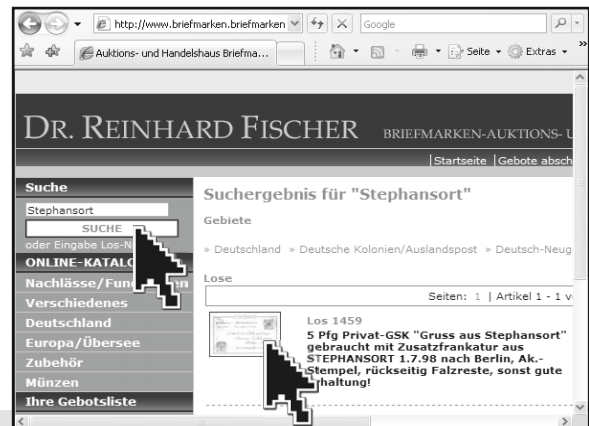 http://www.briefmarken.briefmarken
Google
Auktions- und Handelshaus Briefma...
Seite
Extras
»
DR. REINHARD FISCHER
BRIEFMARKEN-AUKTIONS-
|Startseite |Gebote absch
Suche
Stephansort
SUCHE
oder Eingabe Los-N
ONLINE-KATALO
Nachlässe/Fun
en
Verschiedenes
Deutschland
Europa/Übersee
Zubehör
Münzen
Ihre Gebotsliste
Suchergebnis für "Stephansort"
Gebiete
» Deutschland » Deutsche Kolonien/Auslandspost » Deutsch-Neug
Lose
Seiten: 1 | Artikel 1 - 1 v
Los 1459
5 Pfg Privat-GSK "Gruss aus Stephansort"
gebraucht mit Zusatzfrankatur aus
STEPHANSORT 1.7.98 nach Berlin, Ak.-
Stempel, rückseitig Falzreste, sonst gute
rhaltung!